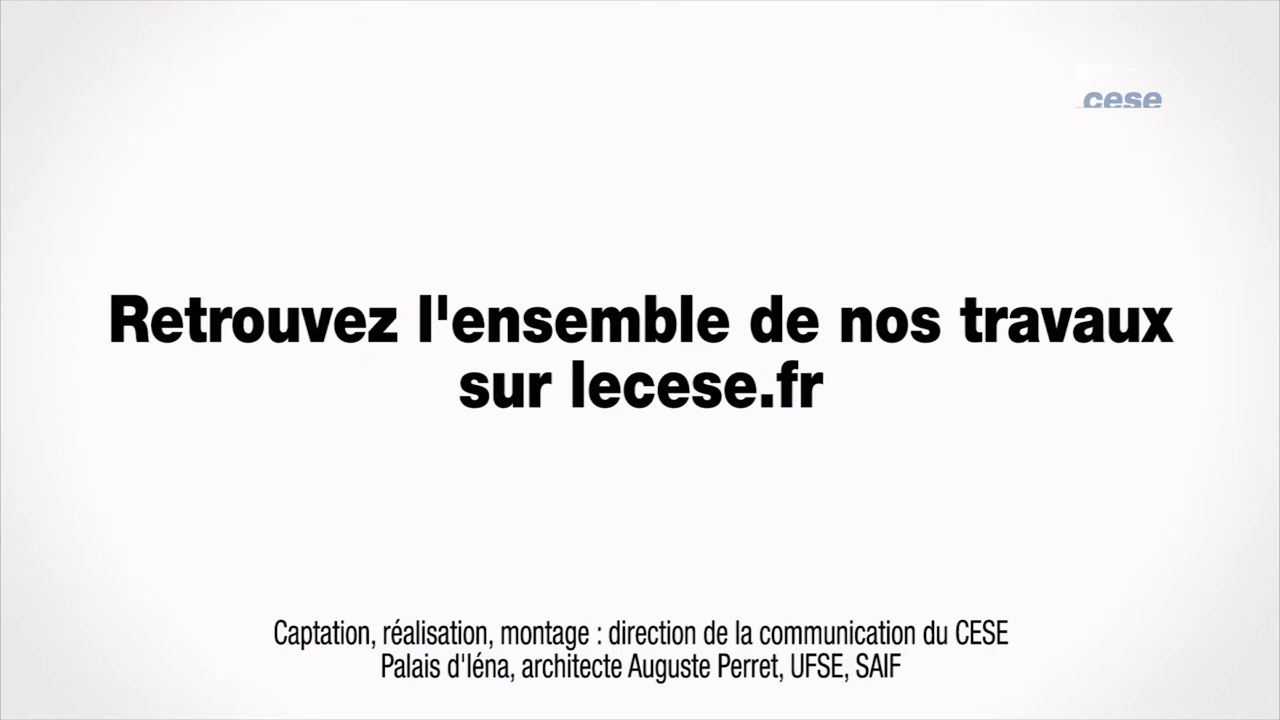 cese
Retrouvez l'ensemble de nos travaux
sur lecese.fr
Captation, réalisation, montage : direction de la communication du CESE
Palais d'Iéna, architecte Auguste Perret, UFSE, SAIF